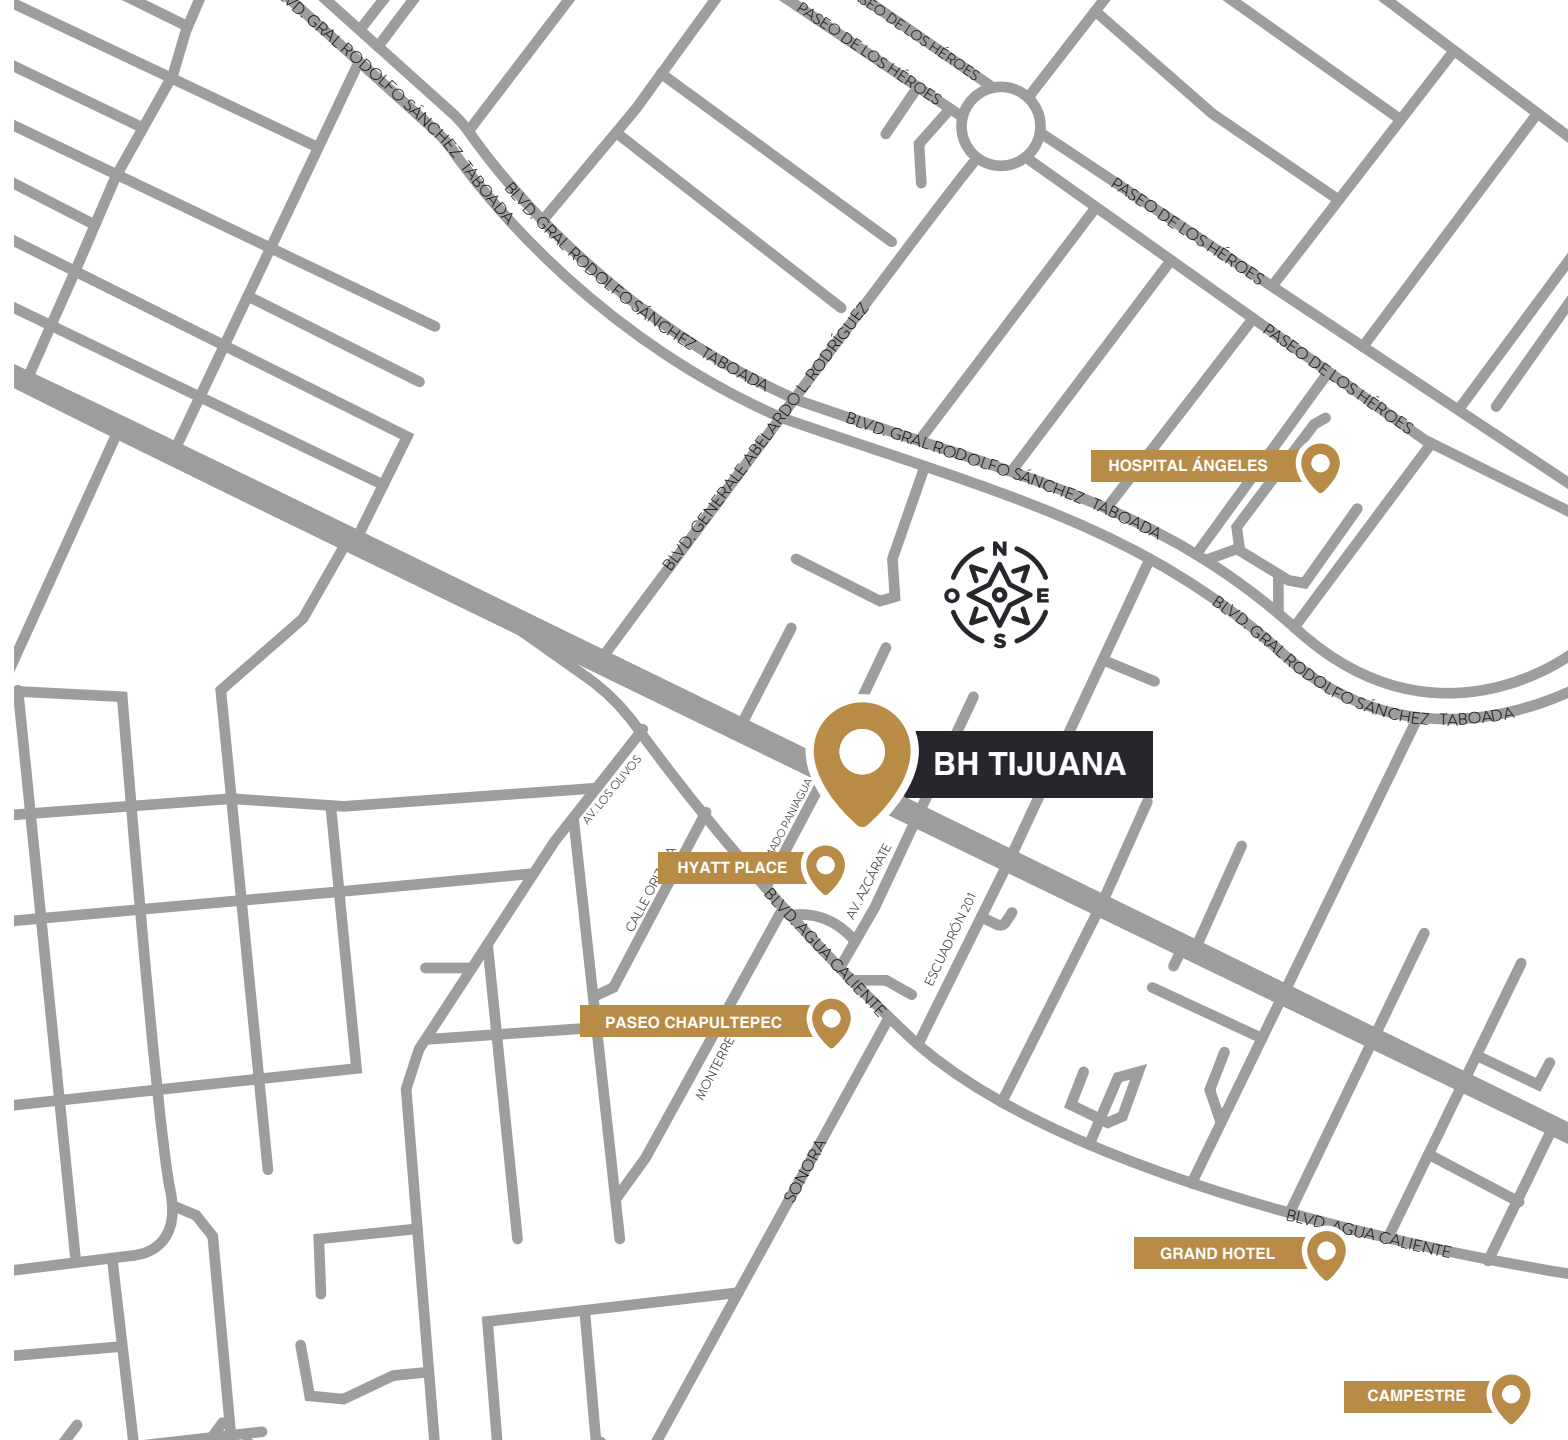 PASEO DE LOS HÉROES
PASEO DE LOS HÉROES
BLVD. GRAL RODOLFO SÁNCHEZ TABOADA
BLVD. GRAL RODOLFO SÁNCHEZ TABOADA
PASEO DE LOS HÉROES
BLVD. GENERALE ABELARDO L. RODRÍGUEZ
PASEO DE LOS HÉROES
BLVD. GRAL RODOLFO SÁNCHEZ TABOADA
HOSPITAL ÁNGELES
N
O
E
S
BLVD. GRAL RODOLFO SÁNCHEZ TABOADA
BH TIJUANA
AV. LOS OLIVOS
PANIAGUA
HYATT PLACE
CALLE
AV. AZCÁRATE
BLVD. AGUA CALIENTE
ESCUADRÓN 201
PASEO CHAPULTEPEC
SONORA
BLVD. AGUA CALIENTE
GRAND HOTEL
CAMPESTRE